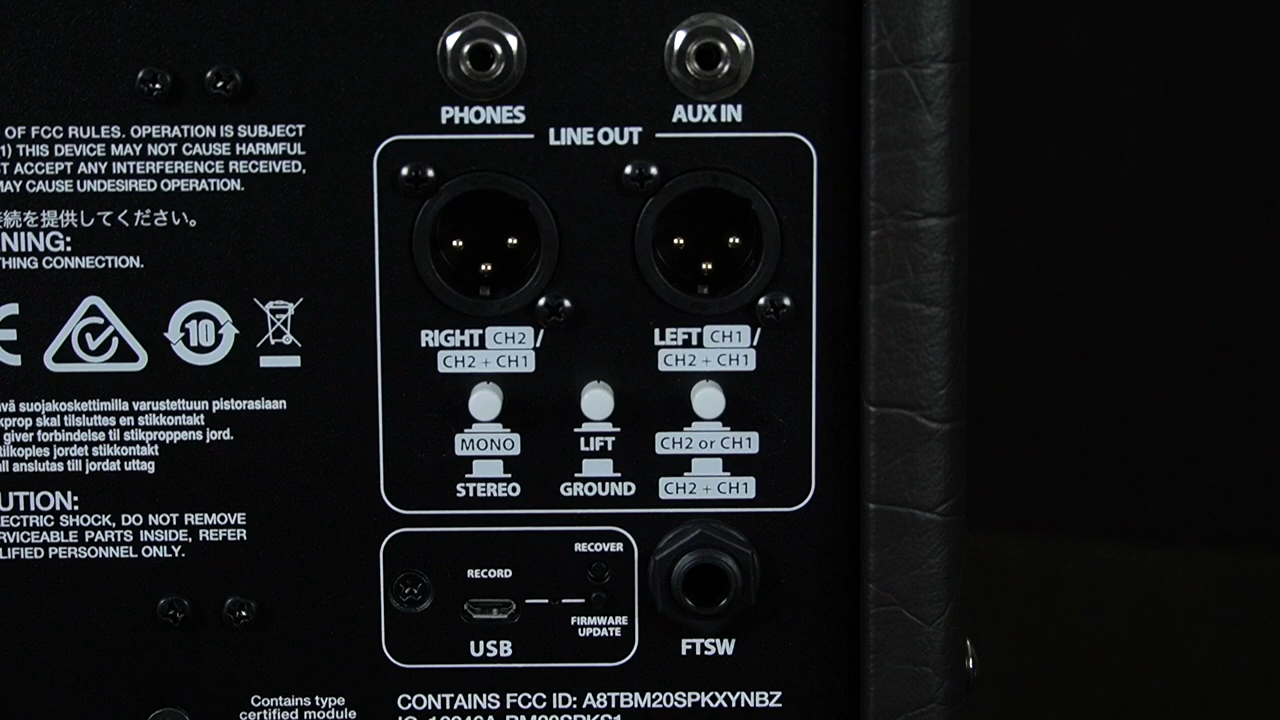 PHONES
AUX IN
LINE OUT
OF FCC RULES. OPERATION IS SUBJECT
1) THIS DEVICE MAY NOT CAUSE HARMFUL
T ACCEPT ANY INTERFERENCE RECEIVED,
MAY CAUSE UNDESIRED OPERATION.
続を提供してください。
NING:
THING CONNECTION.
10
RIGHT CH2 /
CH2 + CH1
LEFT CH1 /
CH2 + CH1
MONO
STEREO
LIFT
GROUND
CH2 or CH1
CH2 + CH1
vä suojakoskettimilla varustettuun pistorasiaan
kprop skal tilsluttes en stikkontakt
giver forbindelse til stikproppens jord.
tilkoples jordet stikkontakt
ll anslutas till jordat uttag
UTION:
ECTRIC SHOCK, DO NOT REMOVE
RVICEABLE PARTS INSIDE, REFER
LIFIED PERSONNEL ONLY.
RECOVER
RECORD
FIRMWARE
UPDATE
USB
FTSW
Contains type
certified module
CONTAINS FCC ID: A8TBM20SPKXYNBZ